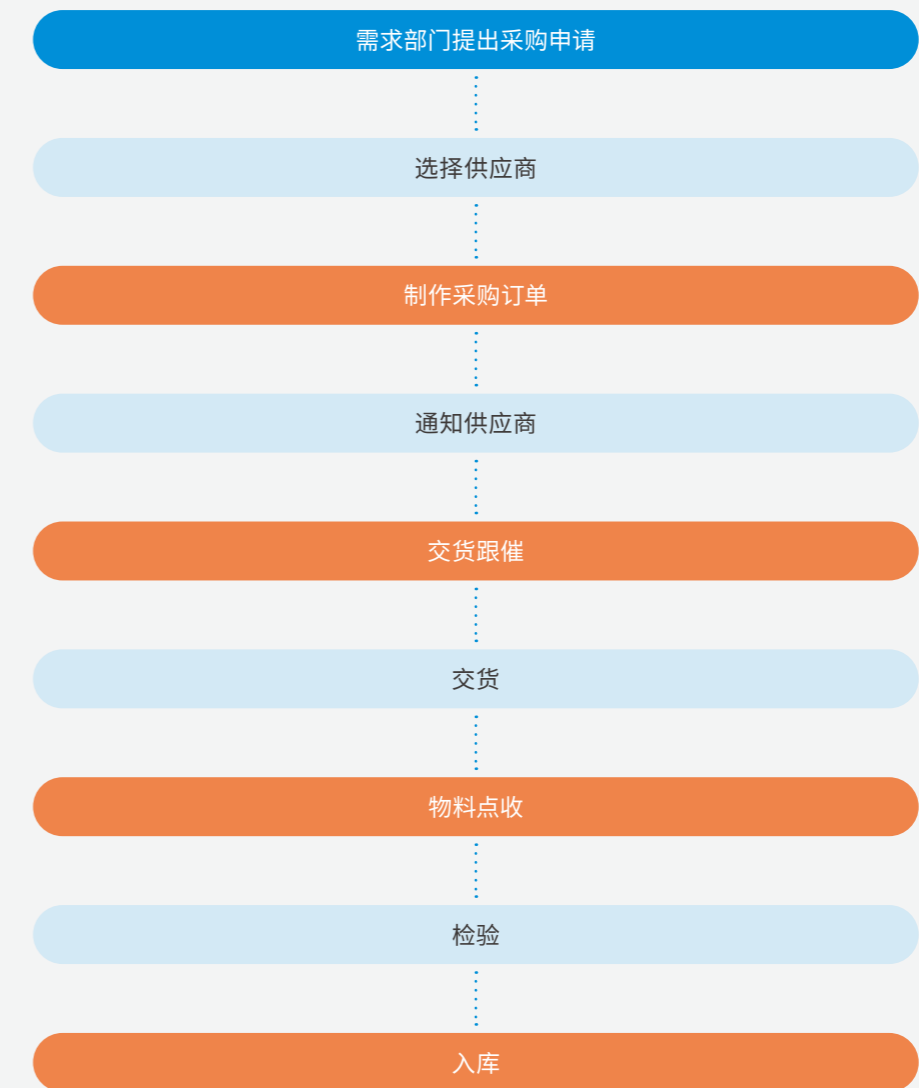 需求部门提出采购申请
选择供应商
制作采购订单
通知供应商
交货跟催
交货
物料点收
检验
入库